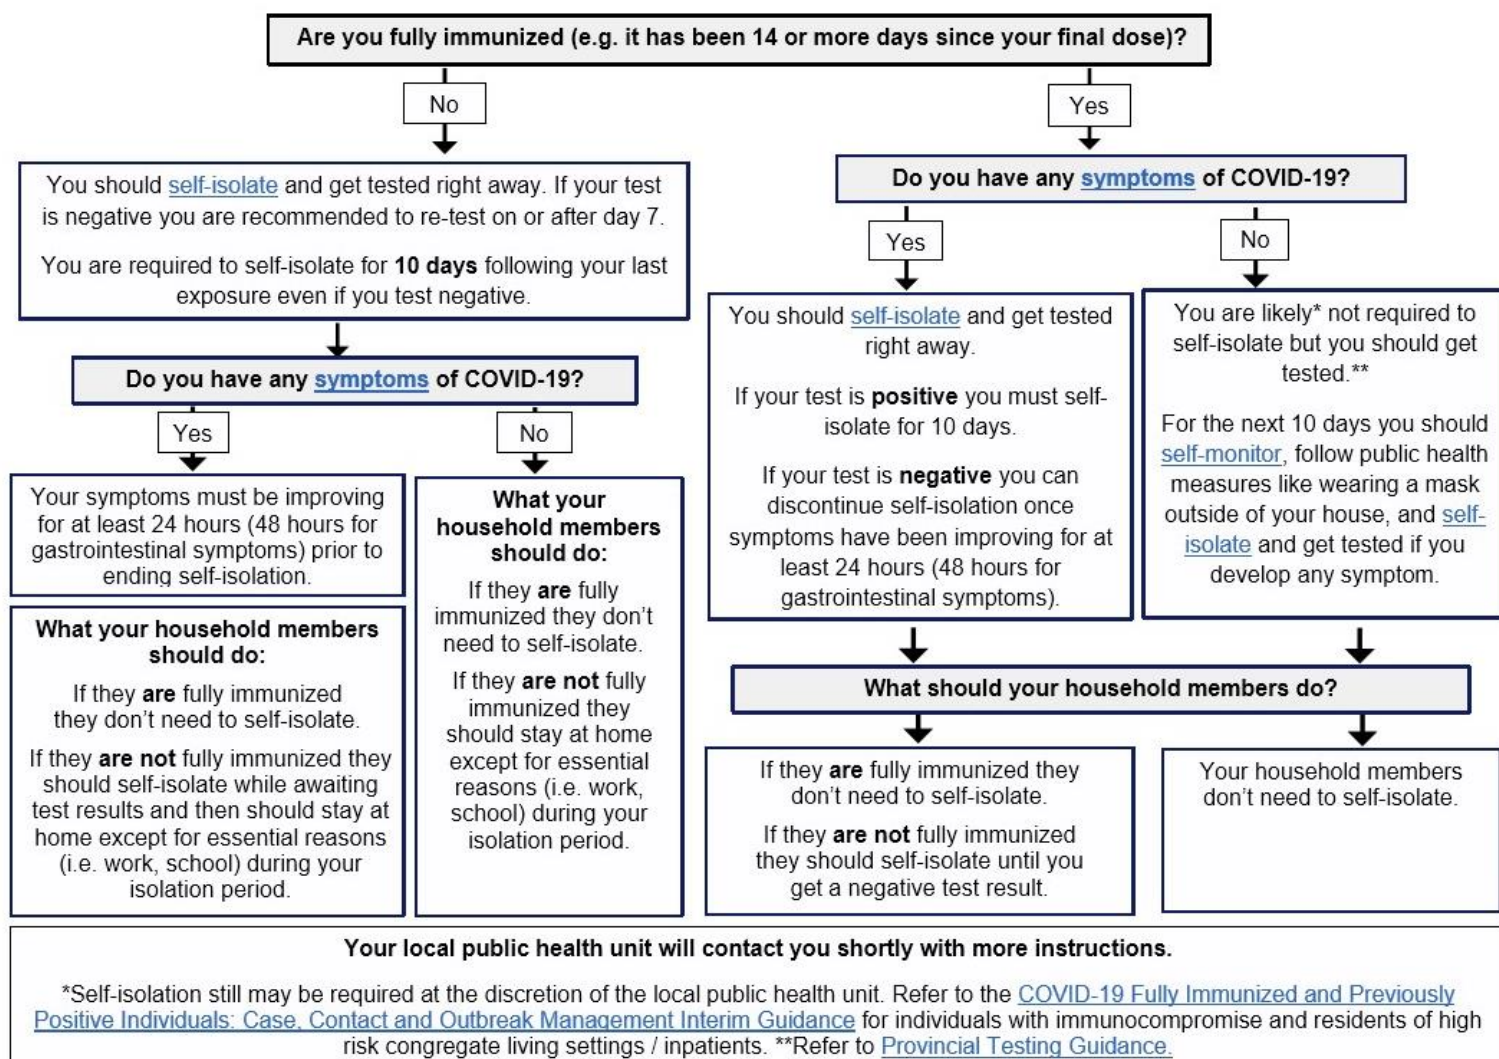 Are you fully immunized (e.g. it has been 14 or more days since your final dose)?
No
You should self-isolate and get tested right away. If your test
is negative you are recommended to re-test on or after day 7.
You are required to self-isolate for 10 days following your last
exposure even if you test negative.
Do you have any symptoms of COVID-19?
Yes
Your symptoms must be improving
for at least 24 hours (48 hours for
gastrointestinal symptoms) prior to
ending self-isolation.
What your household members
should do:
If they are fully immunized
they don't need to self-isolate.
If they are not fully immunized they
should self-isolate while awaiting
test results and then should stay at
home except for essential reasons
(i.e. work, school) during your
isolation period.
No
What your
household members
should do:
If they are fully
immunized they don't
need to self-isolate.
If they are not fully
immunized they
should stay at home
except for essential
reasons (i.e. work,
school) during your
isolation period.
Yes
Do you have any symptoms of COVID-19?
Yes
You should self-isolate and get tested
right away.
If your test is positive you must self-
isolate for 10 days.
If your test is negative you can
discontinue self-isolation once
symptoms have been improving for at
least 24 hours (48 hours for
gastrointestinal symptoms).
No
You are likely* not required to
self-isolate but you should get
tested.**
For the next 10 days you should
self-monitor, follow public health
measures like wearing a mask
outside of your house, and self-
isolate and get tested if you
develop any symptom.
What should your household members do?
If they are fully immunized they
don't need to self-isolate.
If they are not fully immunized
they should self-isolate until you
get a negative test result.
Your household members
don't need to self-isolate.
Your local public health unit will contact you shortly with more instructions.
*Self-isolation still may be required at the discretion of the local public health unit. Refer to the COVID-19 Fully Immunized and Previously
Positive Individuals: Case, Contact and Outbreak Management Interim Guidance for individuals with immunocompromise and residents of high
risk congregate living settings / inpatients. **Refer to Provincial Testing Guidance.